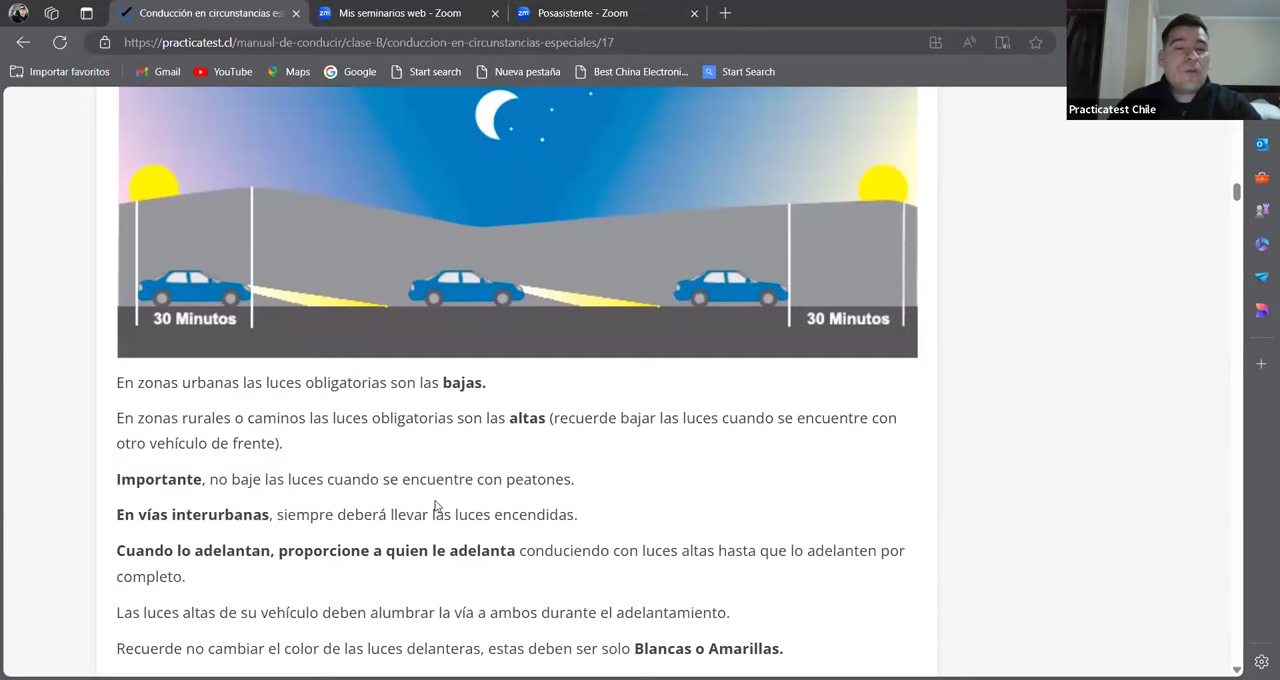 Conducción en circunstancias es
Mis seminarios web - Zoom
Posasistente - Zoom
https://practicatest.cl/manual-de-conducir/clase-B/conduccion-en-circunstancias-especiales/17
Importar favoritos
Gmail
YouTube
Maps
Google
Start search
Nueva pestaña
Best China Electroni...
Start Search
Practicatest Chile
30 Minutos
30 Minutos
En zonas urbanas las luces obligatorias son las bajas.
En zonas rurales o caminos las luces obligatorias son las altas (recuerde bajar las luces cuando se encuentre con
otro vehículo de frente).
Importante, no baje las luces cuando se encuentre con peatones.
En vías interurbanas, siempre deberá llevar las luces encendidas.
Cuando lo adelantan, proporcione a quien le adelanta conduciendo con luces altas hasta que lo adelanten por
completo.
Las luces altas de su vehículo deben alumbrar la vía a ambos durante el adelantamiento.
Recuerde no cambiar el color de las luces delanteras, estas deben ser solo Blancas o Amarillas.